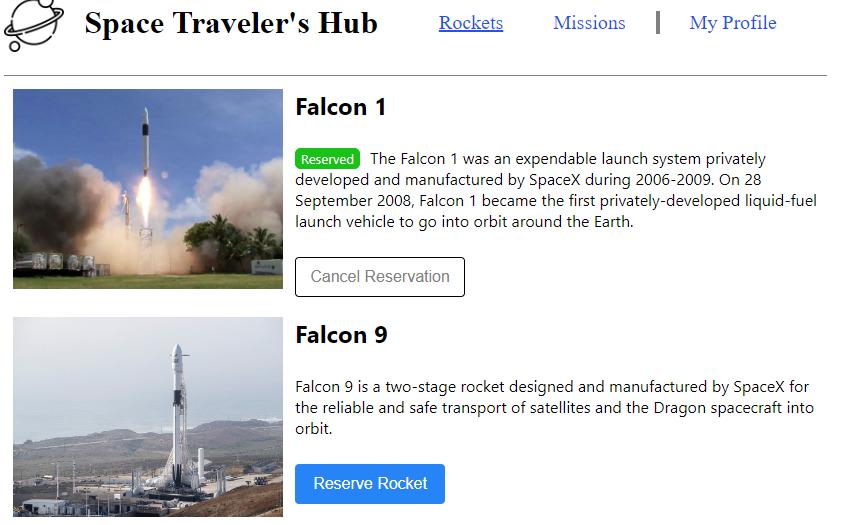 Space Traveler's Hub
Rockets
Missions
My Profile
Falcon 1
Reserved The Falcon 1 was an expendable launch system privately
developed and manufactured by SpaceX during 2006-2009. On 28
September 2008, Falcon 1 became the first privately-developed liquid-fuel
launch vehicle to go into orbit around the Earth.
Cancel Reservation
Falcon 9
Falcon 9 is a two-stage rocket designed and manufactured by SpaceX for
the reliable and safe transport of satellites and the Dragon spacecraft into
orbit.
Reserve Rocket